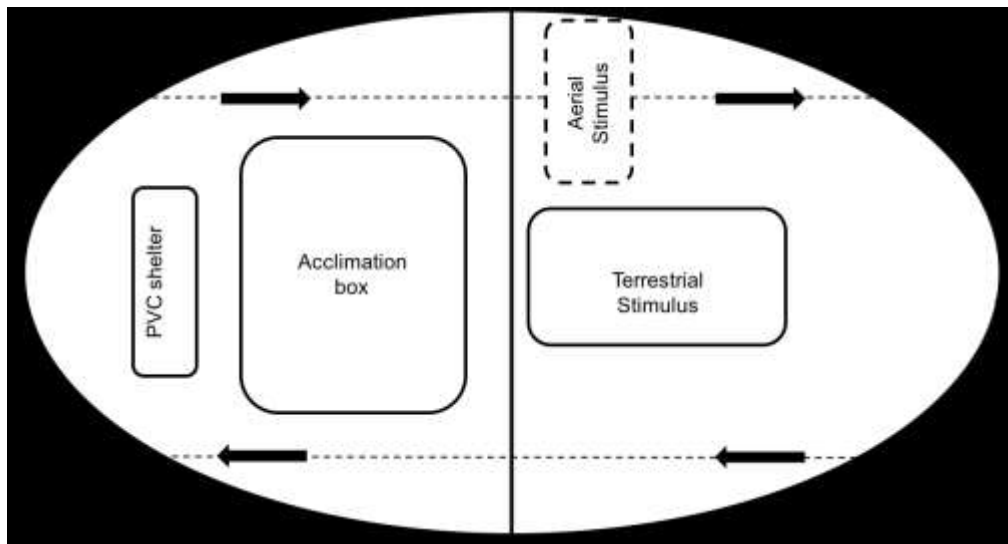 Aerial
Stimulus
PVC shelter
Acclimation
box
Terrestrial
Stimulus